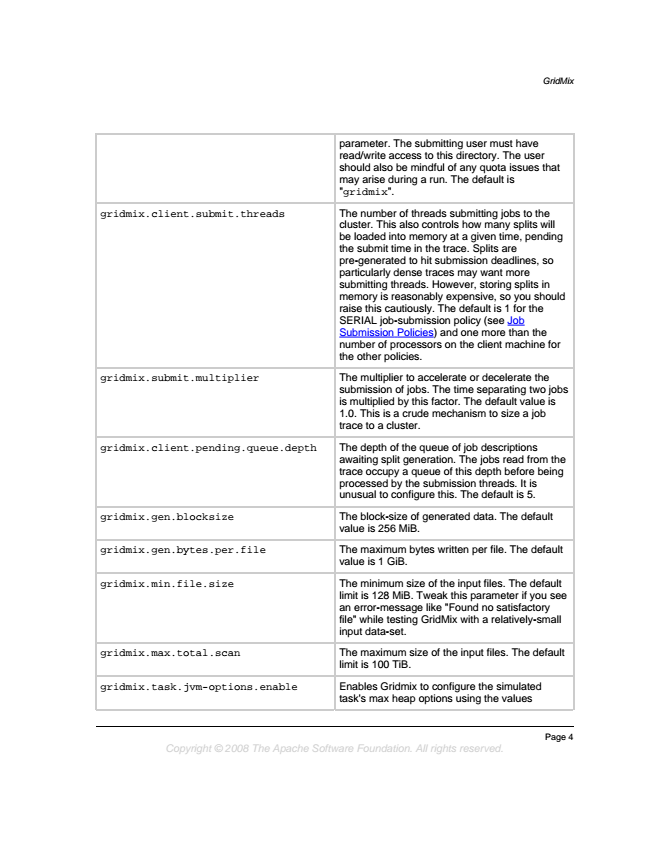 GridMix
parameter. The submitting user must have
read/write access to this directory. The user
should also be mindful of any quota issues that
may arise during a run. The default is
"gridmix".
gridmix.client.submit.threads
The number of threads submitting jobs to the
cluster. This also controls how many splits will
be loaded into memory at a given time, pending
the submit time in the trace. Splits are
pre-generated to hit submission deadlines, so
particularly dense traces may want more
submitting threads. However, storing splits in
memory is reasonably expensive, so you should
raise this cautiously. The default is 1 for the
SERIAL job-submission policy (see Job
Submission Policies) and one more than the
number of processors on the client machine for
the other policies.
gridmix.submit.multiplier
The multiplier to accelerate or decelerate the
submission of jobs. The time separating two jobs
is multiplied by this factor. The default value is
1.0. This is a crude mechanism to size a job
trace to a cluster.
gridmix.client.pending.queue.depth
The depth of the queue of job descriptions
awaiting split generation. The jobs read from the
trace occupy a queue of this depth before being
processed by the submission threads. It is
unusual to configure this. The default is 5.
gridmix.gen.blocksize
The block-size of generated data. The default
value is 256 MiB.
gridmix.gen.bytes.per.file
The maximum bytes written per file. The default
value is 1 GiB.
gridmix.min.file.size
The minimum size of the input files. The default
limit is 128 MiB. Tweak this parameter if you see
an error-message like "Found no satisfactory
file" while testing GridMix with a relatively-small
input data-set.
gridmix.max.total.scan
The maximum size of the input files. The default
limit is 100 TiB.
gridmix.task.jvm-options.enable
Enables Gridmix to configure the simulated
task's max heap options using the values
Page 4
Copyright © 2008 The Apache Software Foundation. All rights reserved.